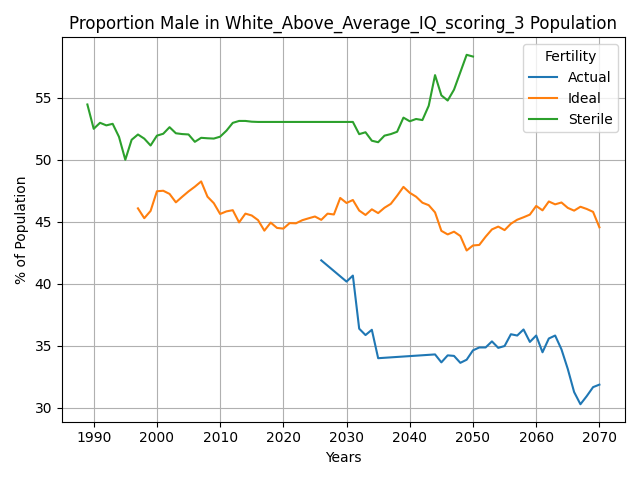 Proportion Male in White_Above_Average_IQ_scoring_3 Population
Fertility
Actual
Ideal
Sterile
% of Population
55
50
45
40
35
30
1990
2000
2010
2020
2030
2040
2050
2060
2070
Years